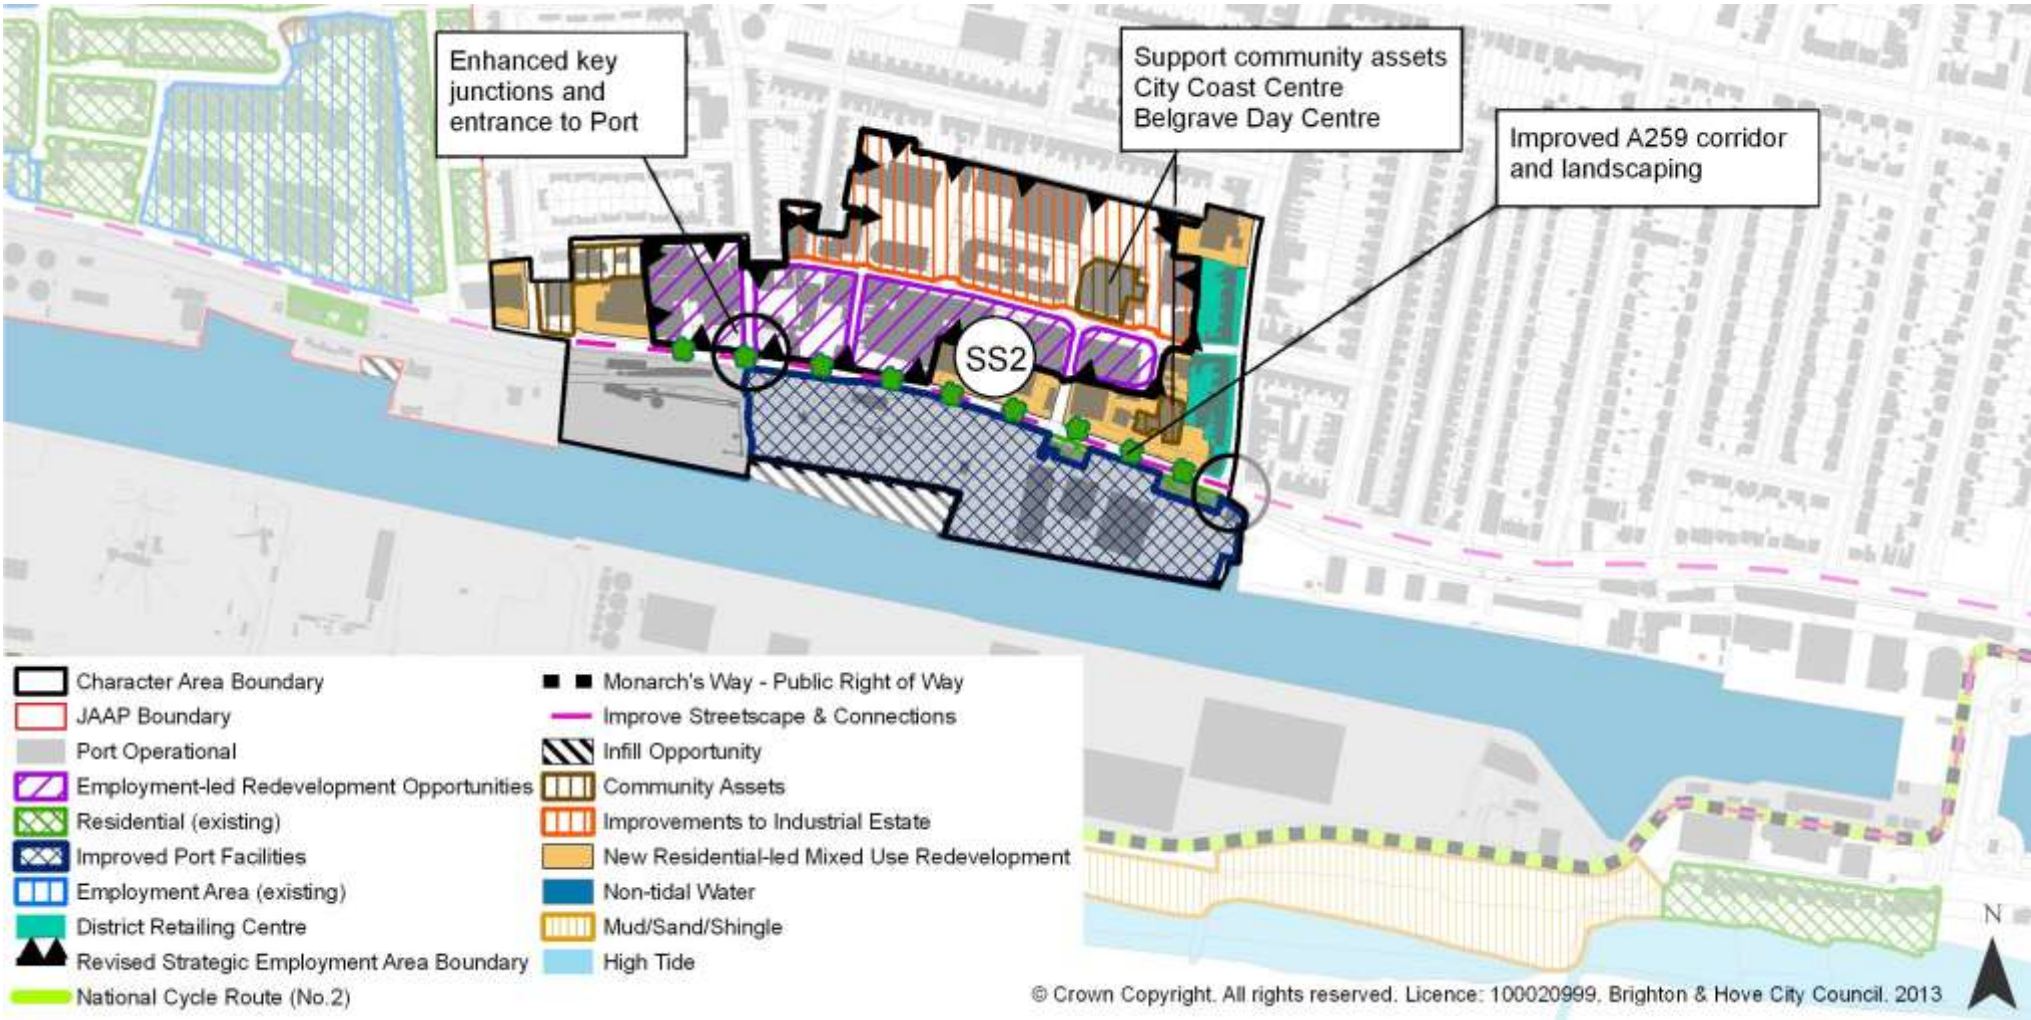 Enhanced key
junctions and
entrance to Port
Support community assets
City Coast Centre
Belgrave Day Centre
Improved A259 corridor
and landscaping
SS2
Character Area Boundary
JAAP Boundary
Port Operational
Employment-led Redevelopment Opportunities
Residential (existing)
Improved Port Facilities
Employment Area (existing)
District Retailing Centre
Revised Strategic Employment Area Boundary
National Cycle Route (No.2)
Monarch's Way - Public Right of Way
Improve Streetscape & Connections
Infill Opportunity
Community Assets
Improvements to Industrial Estate
New Residential-led Mixed Use Redevelopment
Non-tidal Water
Mud/Sand/Shingle
High Tide
N
© Crown Copyright. All rights reserved. Licence: 100020999. Brighton & Hove City Council. 2013